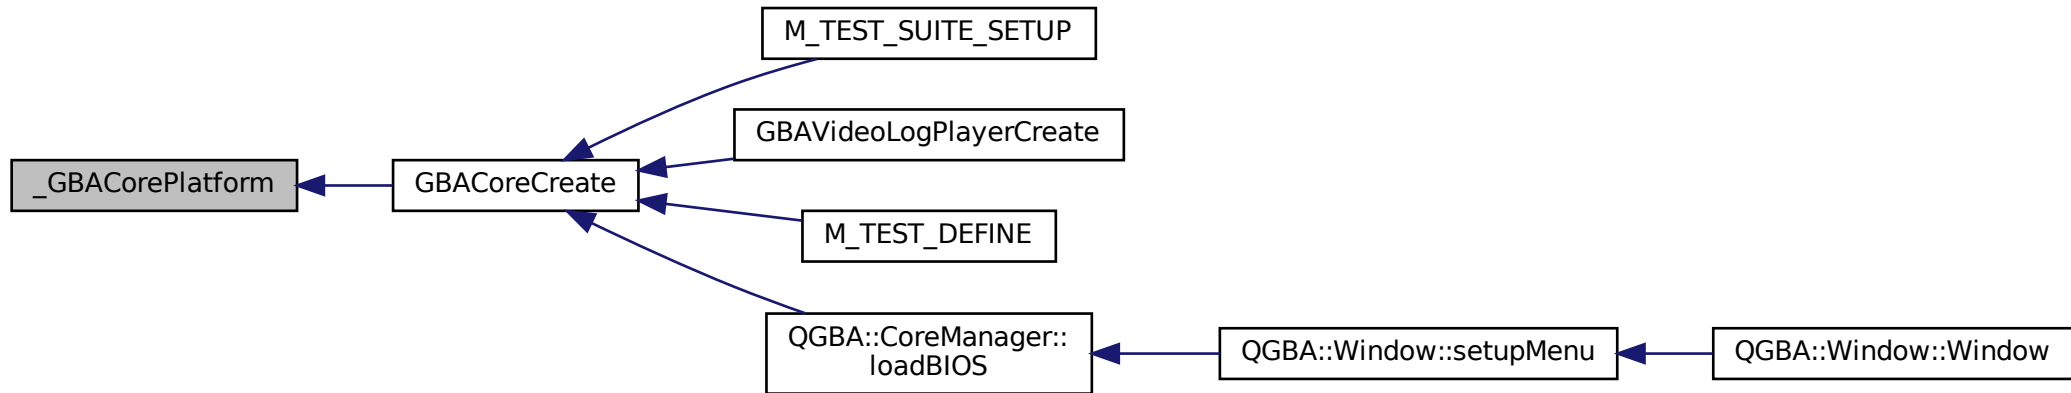 M_TEST_SUITE_SETUP
GBAVideoLogPlayerCreate
_GBACorePlatform
GBACoreCreate
M_TEST_DEFINE
QGBA::CoreManager::
loadBIOS
QGBA::Window::setupMenu
QGBA::Window::Window